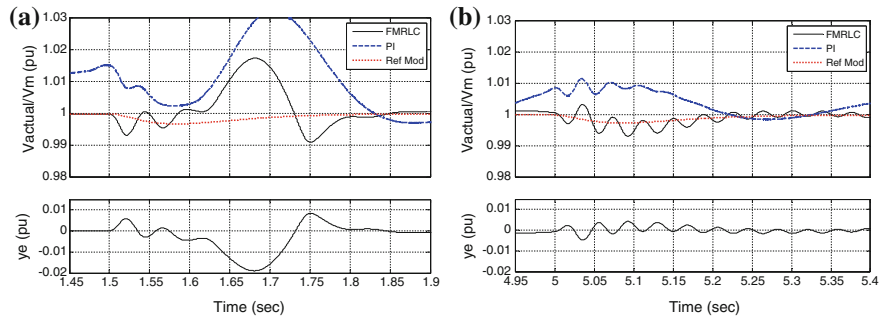 (a)
Vactual/Vm (pu)
1.03
1.02
1.01
1
0.99
0.98
FMRLC
PI
Ref Mod
ye (pu)
0.01
0
-0.01
-0.02
1.45 1.5 1.55 1.6 1.65 1.7 1.75 1.8 1.85 1.9
Time (sec)
(b)
Vactual/Vm (pu)
1.03
1.02
1.01
1
0.99
0.98
FMRLC
PI
Ref Mod
ye (pu)
0.01
0
-0.01
-0.02
4.95 5 5.05 5.1 5.15 5.2 5.25 5.3 5.35 5.4
Time (sec)